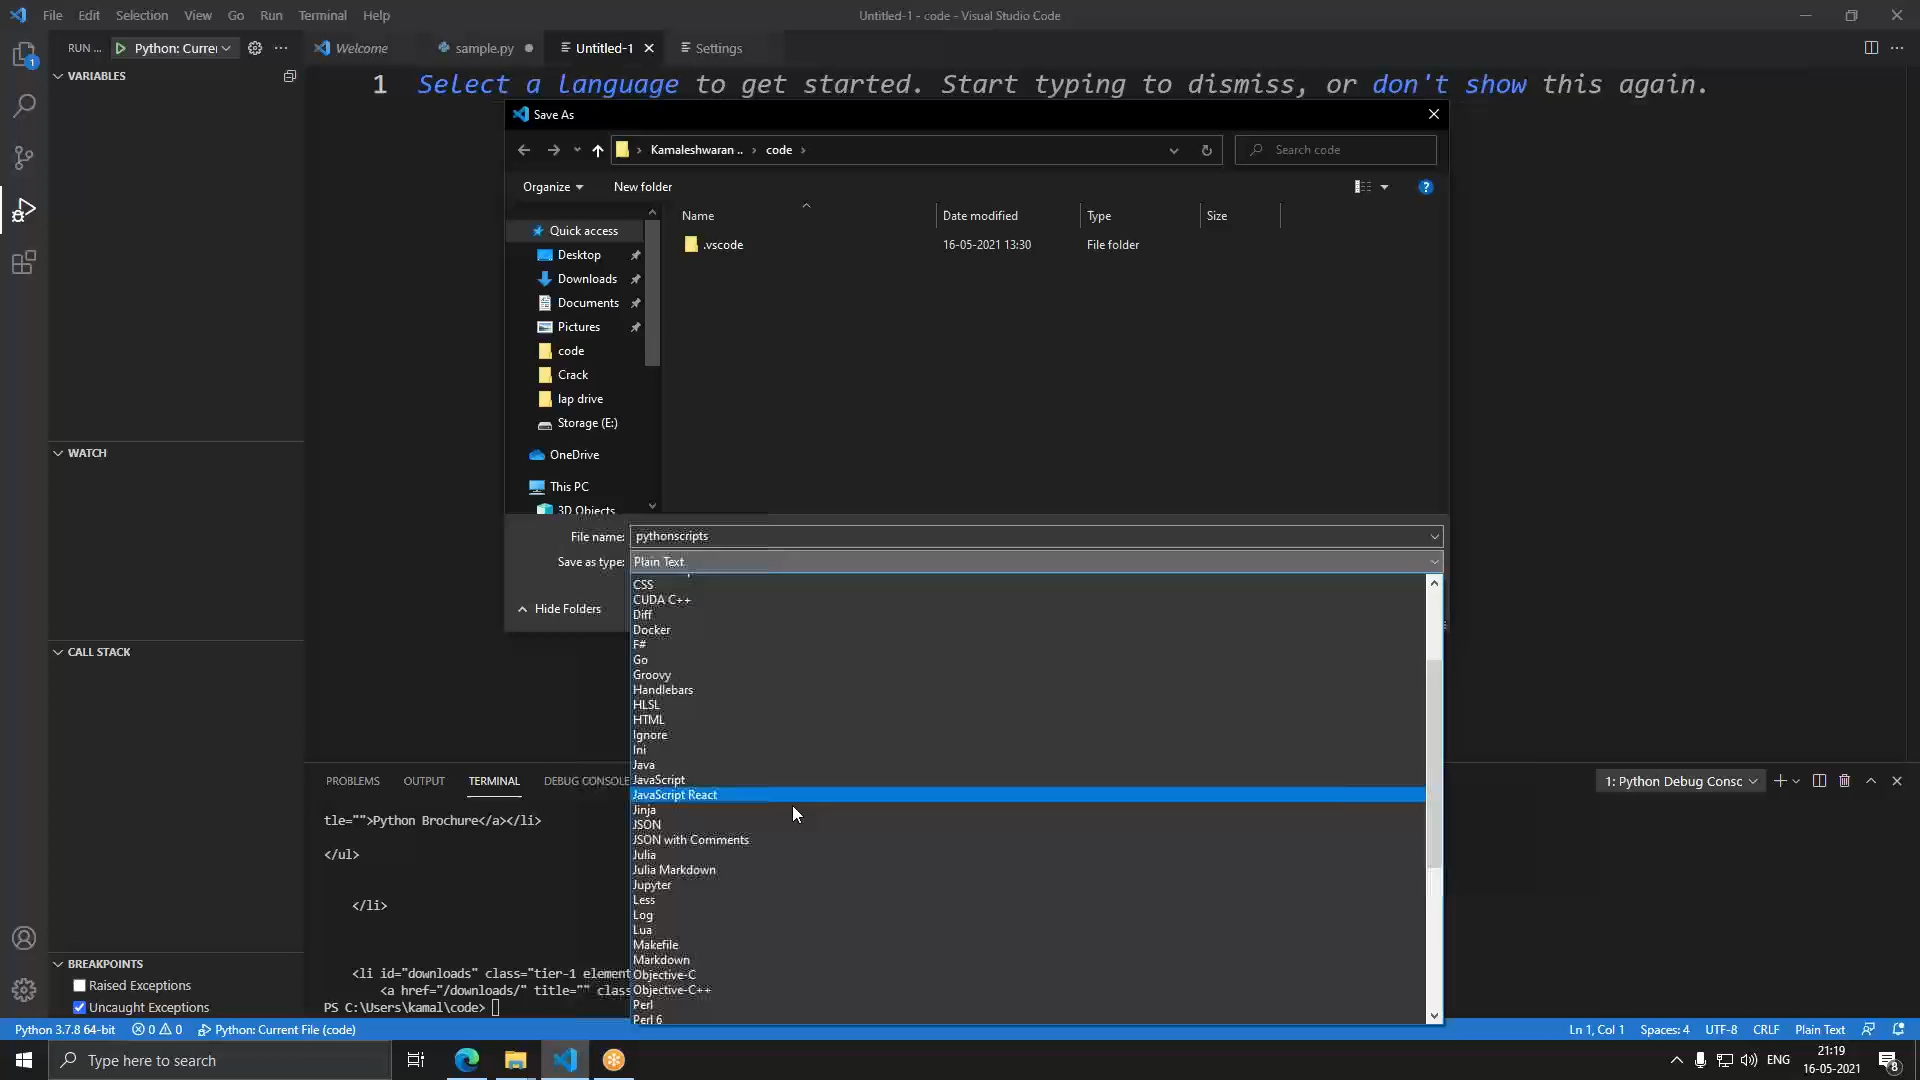 File Edit Selection View Go Run Terminal Help
Untitled-1 - code - Visual Studio Code
1
RUN ... Python: Currei
Welcome sample.py Untitled-1 Settings
VARIABLES
1 Select a language to get started. Start typing to dismiss, or don't show this again.
Save As
Kamaleshwaran .. code
Search code
Organize New folder
?
Name Date modified Type Size
.vscode 16-05-2021 13:30 File folder
Quick access
Desktop
Downloads
Documents
Pictures
code
Crack
lap drive
Storage (E:)
OneDrive
This PC
3D Objects
File name: pythonscripts
Save as type: Plain Text
Hide Folders
CSS
CUDA C++
Diff
Docker
F#
Go
Groovy
Handlebars
HLSL
HTML
Ignore
Ini
Java
JavaScript
JavaScript React
Jinja
JSON
JSON with Comments
Julia
Julia Markdown
Jupyter
Less
Log
Lua
Makefile
Markdown
Objective-C
Objective-C++
Perl
Perl 6
WATCH
CALL STACK
BREAKPOINTS
Raised Exceptions
Uncaught Exceptions
PROBLEMS OUTPUT TERMINAL DEBUG CONSOLE
1: Python Debug Consc
tle="">Python Brochure</a></li>
</ul>
</li>
<li id="downloads" class="tier-1 element
<a href="/downloads/" title="" class
PS C:\Users\kamal\code>
Python 3.7.8 64-bit 0 0 Python: Current File (code)
Ln 1, Col 1 Spaces: 4 UTF-8 CRLF Plain Text
Type here to search
ENG
21:19
16-05-2021
8